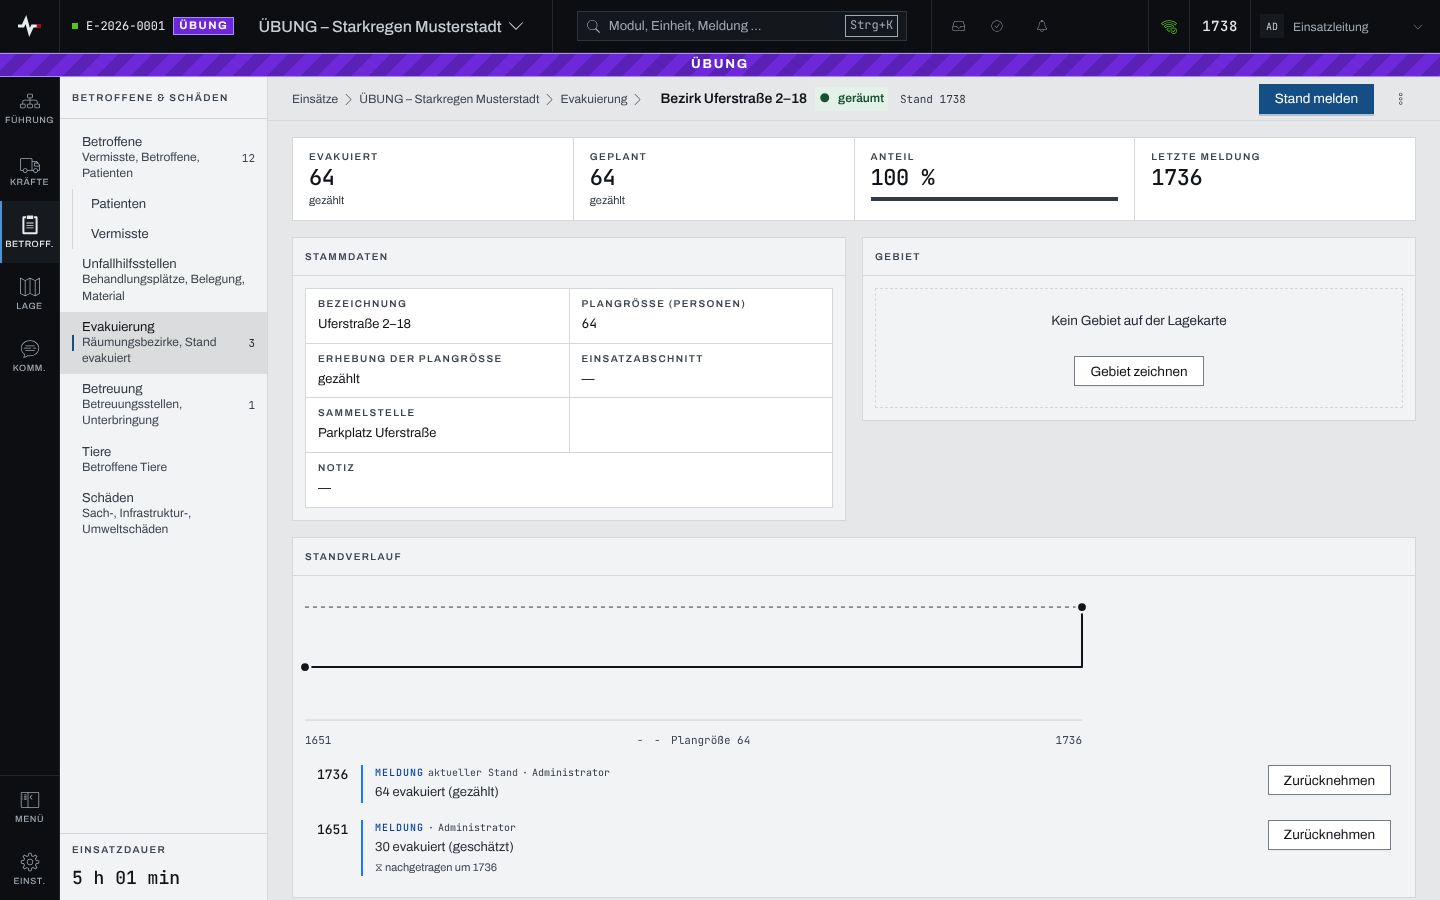 E-2026-0001 ÜBUNG ÜBUNG – Starkregen Musterstadt Modul, Einheit, Meldung ... Strg+K 1738 AD Einsatzleitung
ÜBUNG
FÜHRUNG
KRÄFTE
BETROFF.
LAGE
KOMM.
MENÜ
EINST.
BETROFFENE & SCHÄDEN
Betroffene
Vermisste, Betroffene,
Patienten
12
Patienten
Vermisste
Unfallhilfsstellen
Behandlungsplätze, Belegung,
Material
Evakuierung
Räumungsbezirke, Stand
evakuiert
3
Betreuung
Betreuungsstellen,
Unterbringung
1
Tiere
Betroffene Tiere
Schäden
Sach-, Infrastruktur-,
Umweltschäden
EINSATZDAUER
5 h 01 min
Einsätze ÜBUNG – Starkregen Musterstadt Evakuierung Bezirk Uferstraße 2–18 geräumt Stand 1738 Stand melden
EVAKUIERT
64
gezählt
GEPLANT
64
gezählt
ANTEIL
100 %
LETZTE MELDUNG
1736
STAMMDATEN
BEZEICHNUNG
Uferstraße 2–18
PLANGRÖSSE (PERSONEN)
64
ERHEBUNG DER PLANGRÖSSE
gezählt
EINSATZABSCHNITT
—
SAMMELSTELLE
Parkplatz Uferstraße
NOTIZ
—
GEBIET
Kein Gebiet auf der Lagekarte
Gebiet zeichnen
STANDVERLAUF
1651 - - Plangröße 64 1736
1736 MELDUNG aktueller Stand · Administrator
64 evakuiert (gezählt)
Zurücknehmen
1651 MELDUNG · Administrator
30 evakuiert (geschätzt)
⧖ nachgetragen um 1736
Zurücknehmen